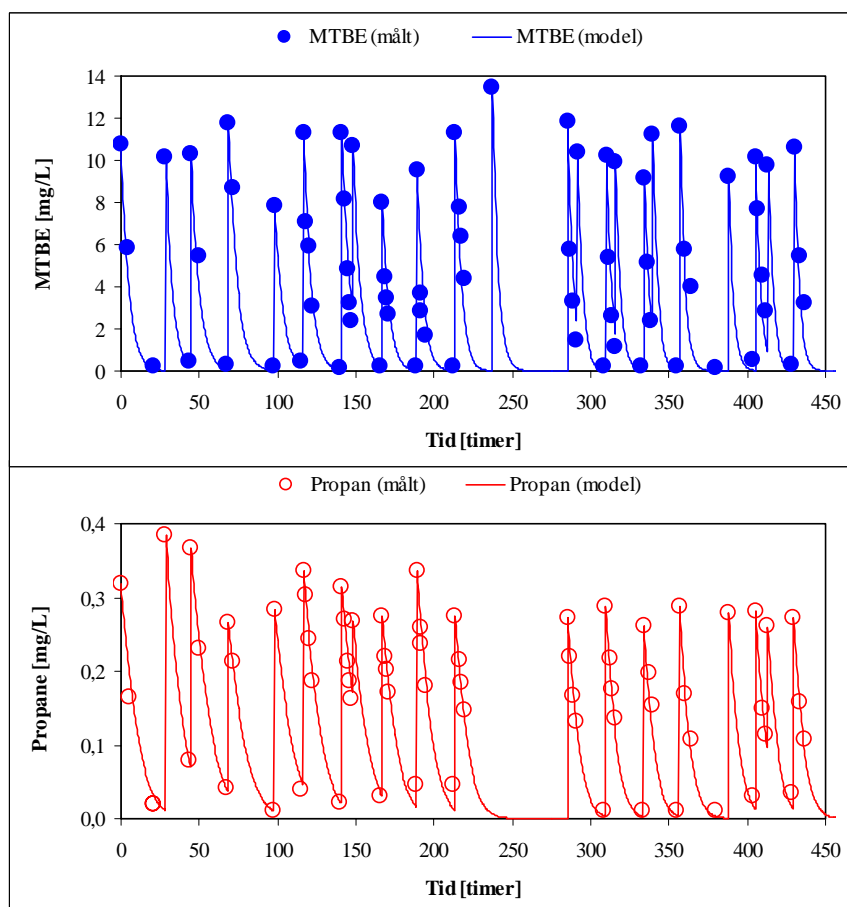 MTBE (målt) MTBE (model)
14
12
10
8
6
4
2
0
MTBE [mg/L]
0 50 100 150 200 250 300 350 400 450
Tid [timer]
Propan (målt) Propan (model)
0,4
0,3
0,2
0,1
0,0
Propane [mg/L]
0 50 100 150 200 250 300 350 400 450
Tid [timer]